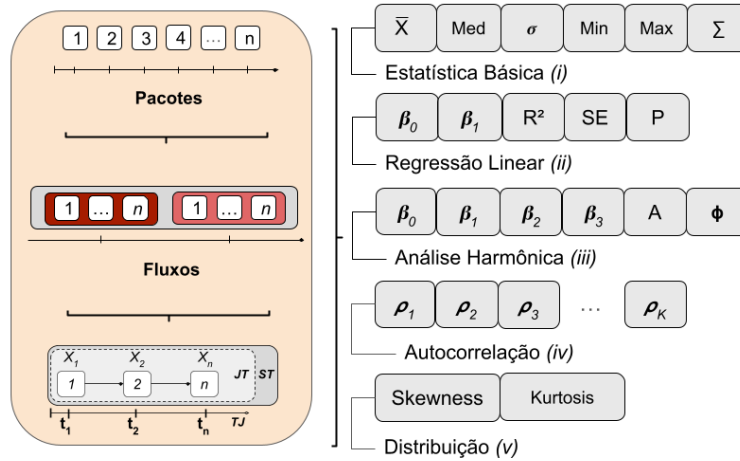 1 2 3 4 ... n
Pacotes
1 ... n 1 ... n
Fluxos
X1 X2 Xn
1 2 n JT ST
t1 t2 tn TJ
X̅ Med σ Min Max Σ
Estatística Básica (i)
β0 β1 R² SE P
Regressão Linear (ii)
β0 β1 β2 β3 A ϕ
Análise Harmônica (iii)
ρ1 ρ2 ρ3 ... ρK
Autocorrelação (iv)
Skewness Kurtosis
Distribuição (v)